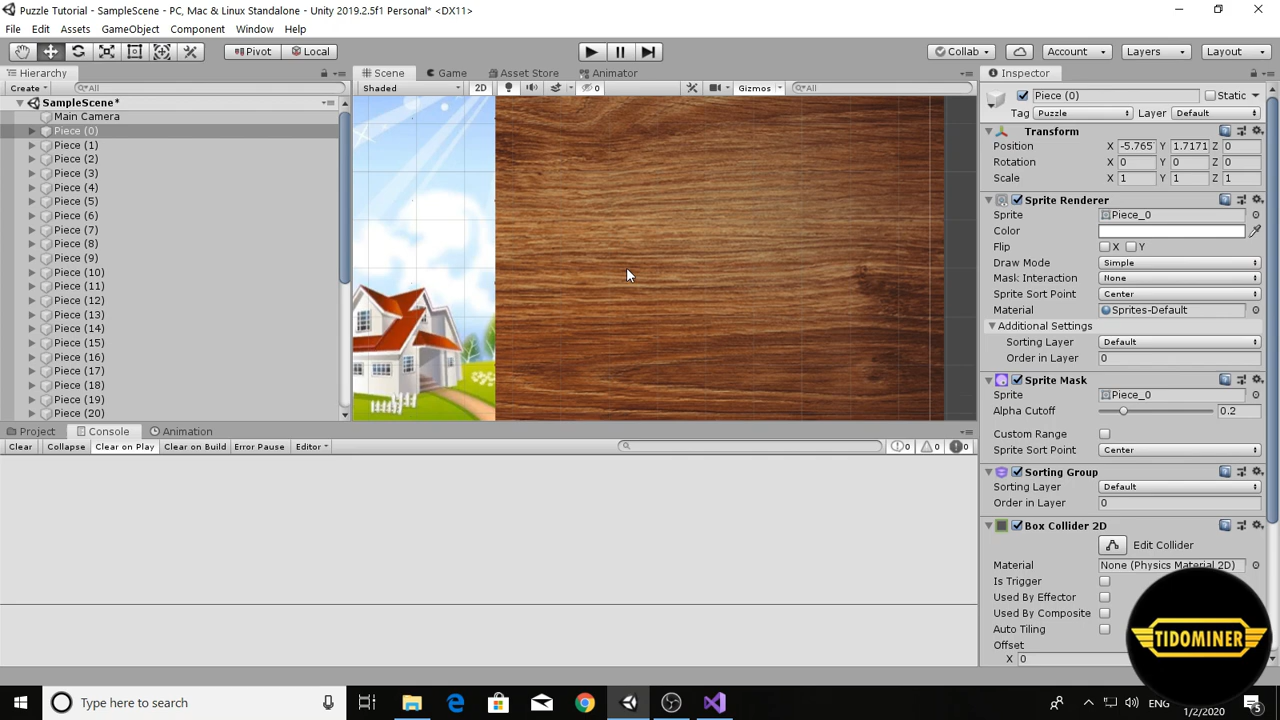 Puzzle Tutorial - SampleScene - PC, Mac & Linux Standalone - Unity 2019.2.5f1 Personal* <DX11>
File Edit Assets GameObject Component Window Help
Pivot Local Collab Account Layers Layout
Hierarchy Scene Game Asset Store Animator Inspector
Create All Shaded 2D 0 Gizmos All
SampleScene*
Main Camera
Piece (0)
Piece (1)
Piece (2)
Piece (3)
Piece (4)
Piece (5)
Piece (6)
Piece (7)
Piece (8)
Piece (9)
Piece (10)
Piece (11)
Piece (12)
Piece (13)
Piece (14)
Piece (15)
Piece (16)
Piece (17)
Piece (18)
Piece (19)
Piece (20)
Piece (0) Static
Tag Puzzle Layer Default
Transform
Position X -5.765 Y 1.7171 Z 0
Rotation X 0 Y 0 Z 0
Scale X 1 Y 1 Z 1
Sprite Renderer
Sprite Piece_0
Color
Flip X Y
Draw Mode Simple
Mask Interaction None
Sprite Sort Point Center
Material Sprites-Default
Additional Settings
Sorting Layer Default
Order in Layer 0
Sprite Mask
Sprite Piece_0
Alpha Cutoff 0.2
Custom Range
Sprite Sort Point Center
Sorting Group
Sorting Layer Default
Order in Layer 0
Box Collider 2D
Edit Collider
Material None (Physics Material 2D)
Is Trigger
Used By Effector
Used By Composite
Auto Tiling
Offset
X 0
Project Console Animation
Clear Collapse Clear on Play Clear on Build Error Pause Editor 0 0 0
TIDOMINER
Type here to search
ENG
1/2/2020
5